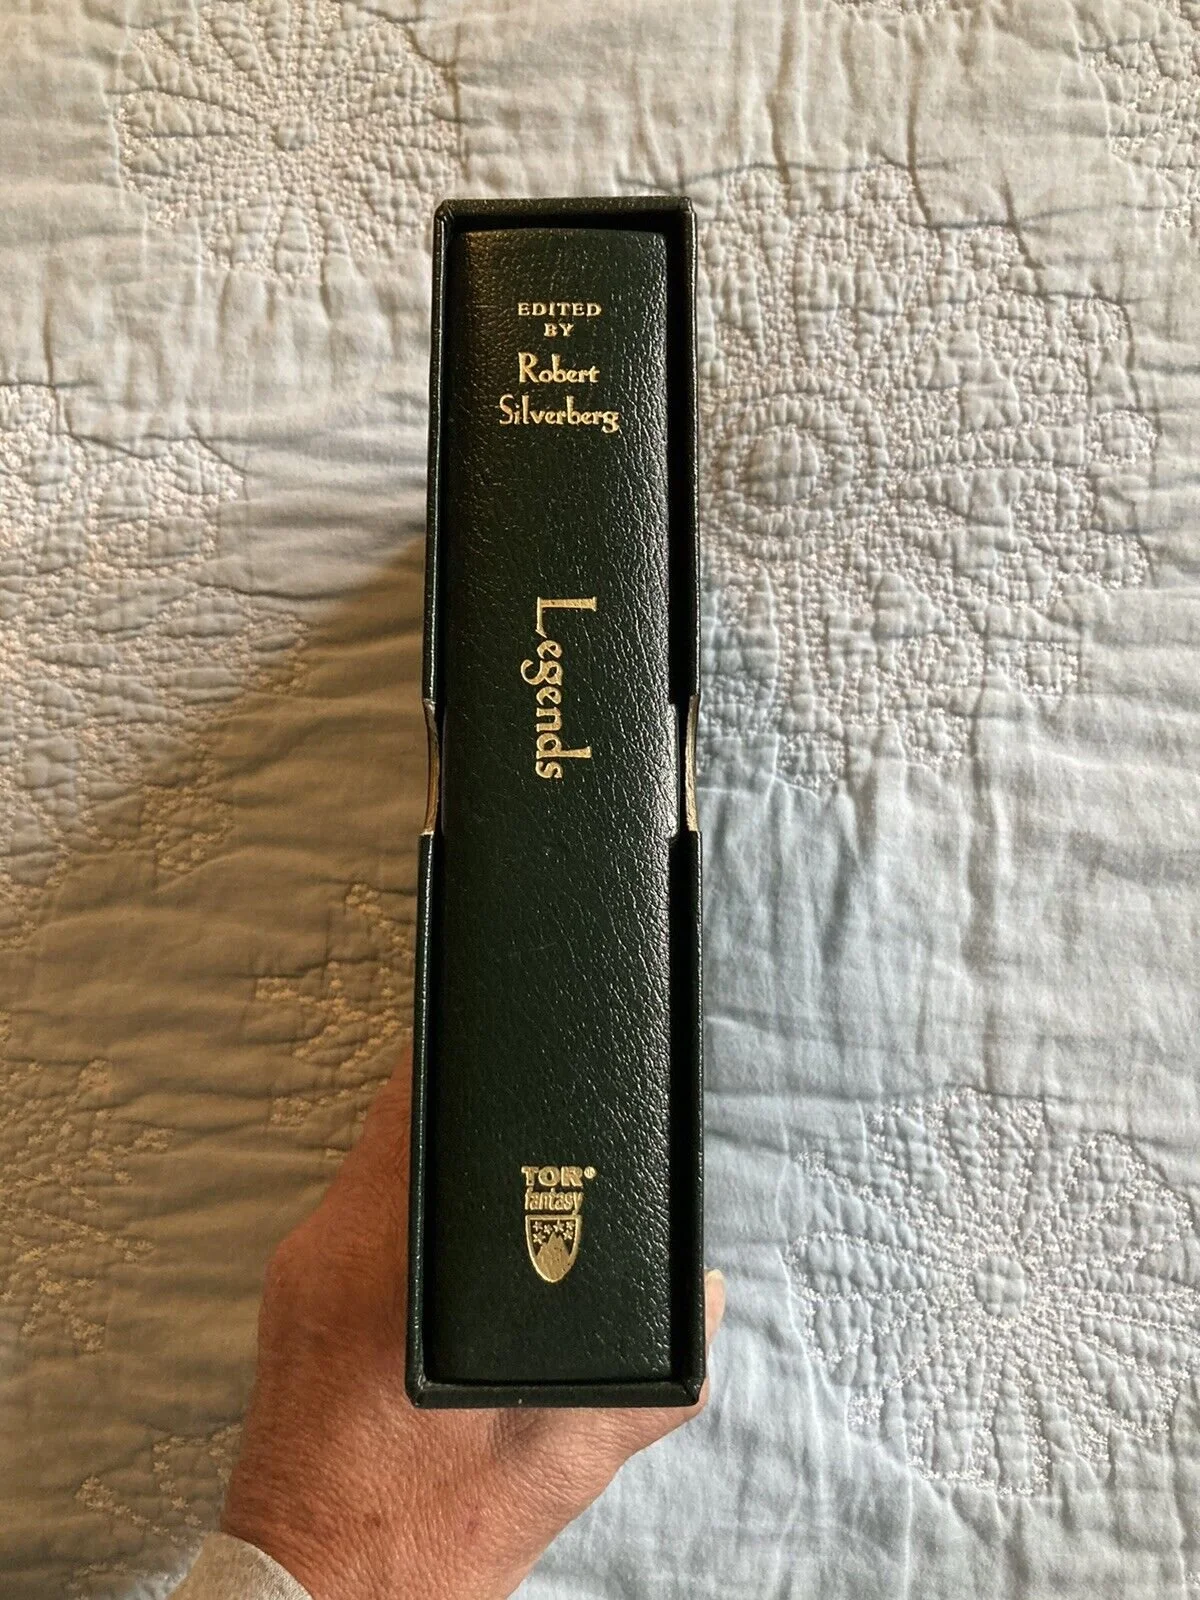 EDITED
BY
Robert
Silverberg
Legends
TOR®
fantasy